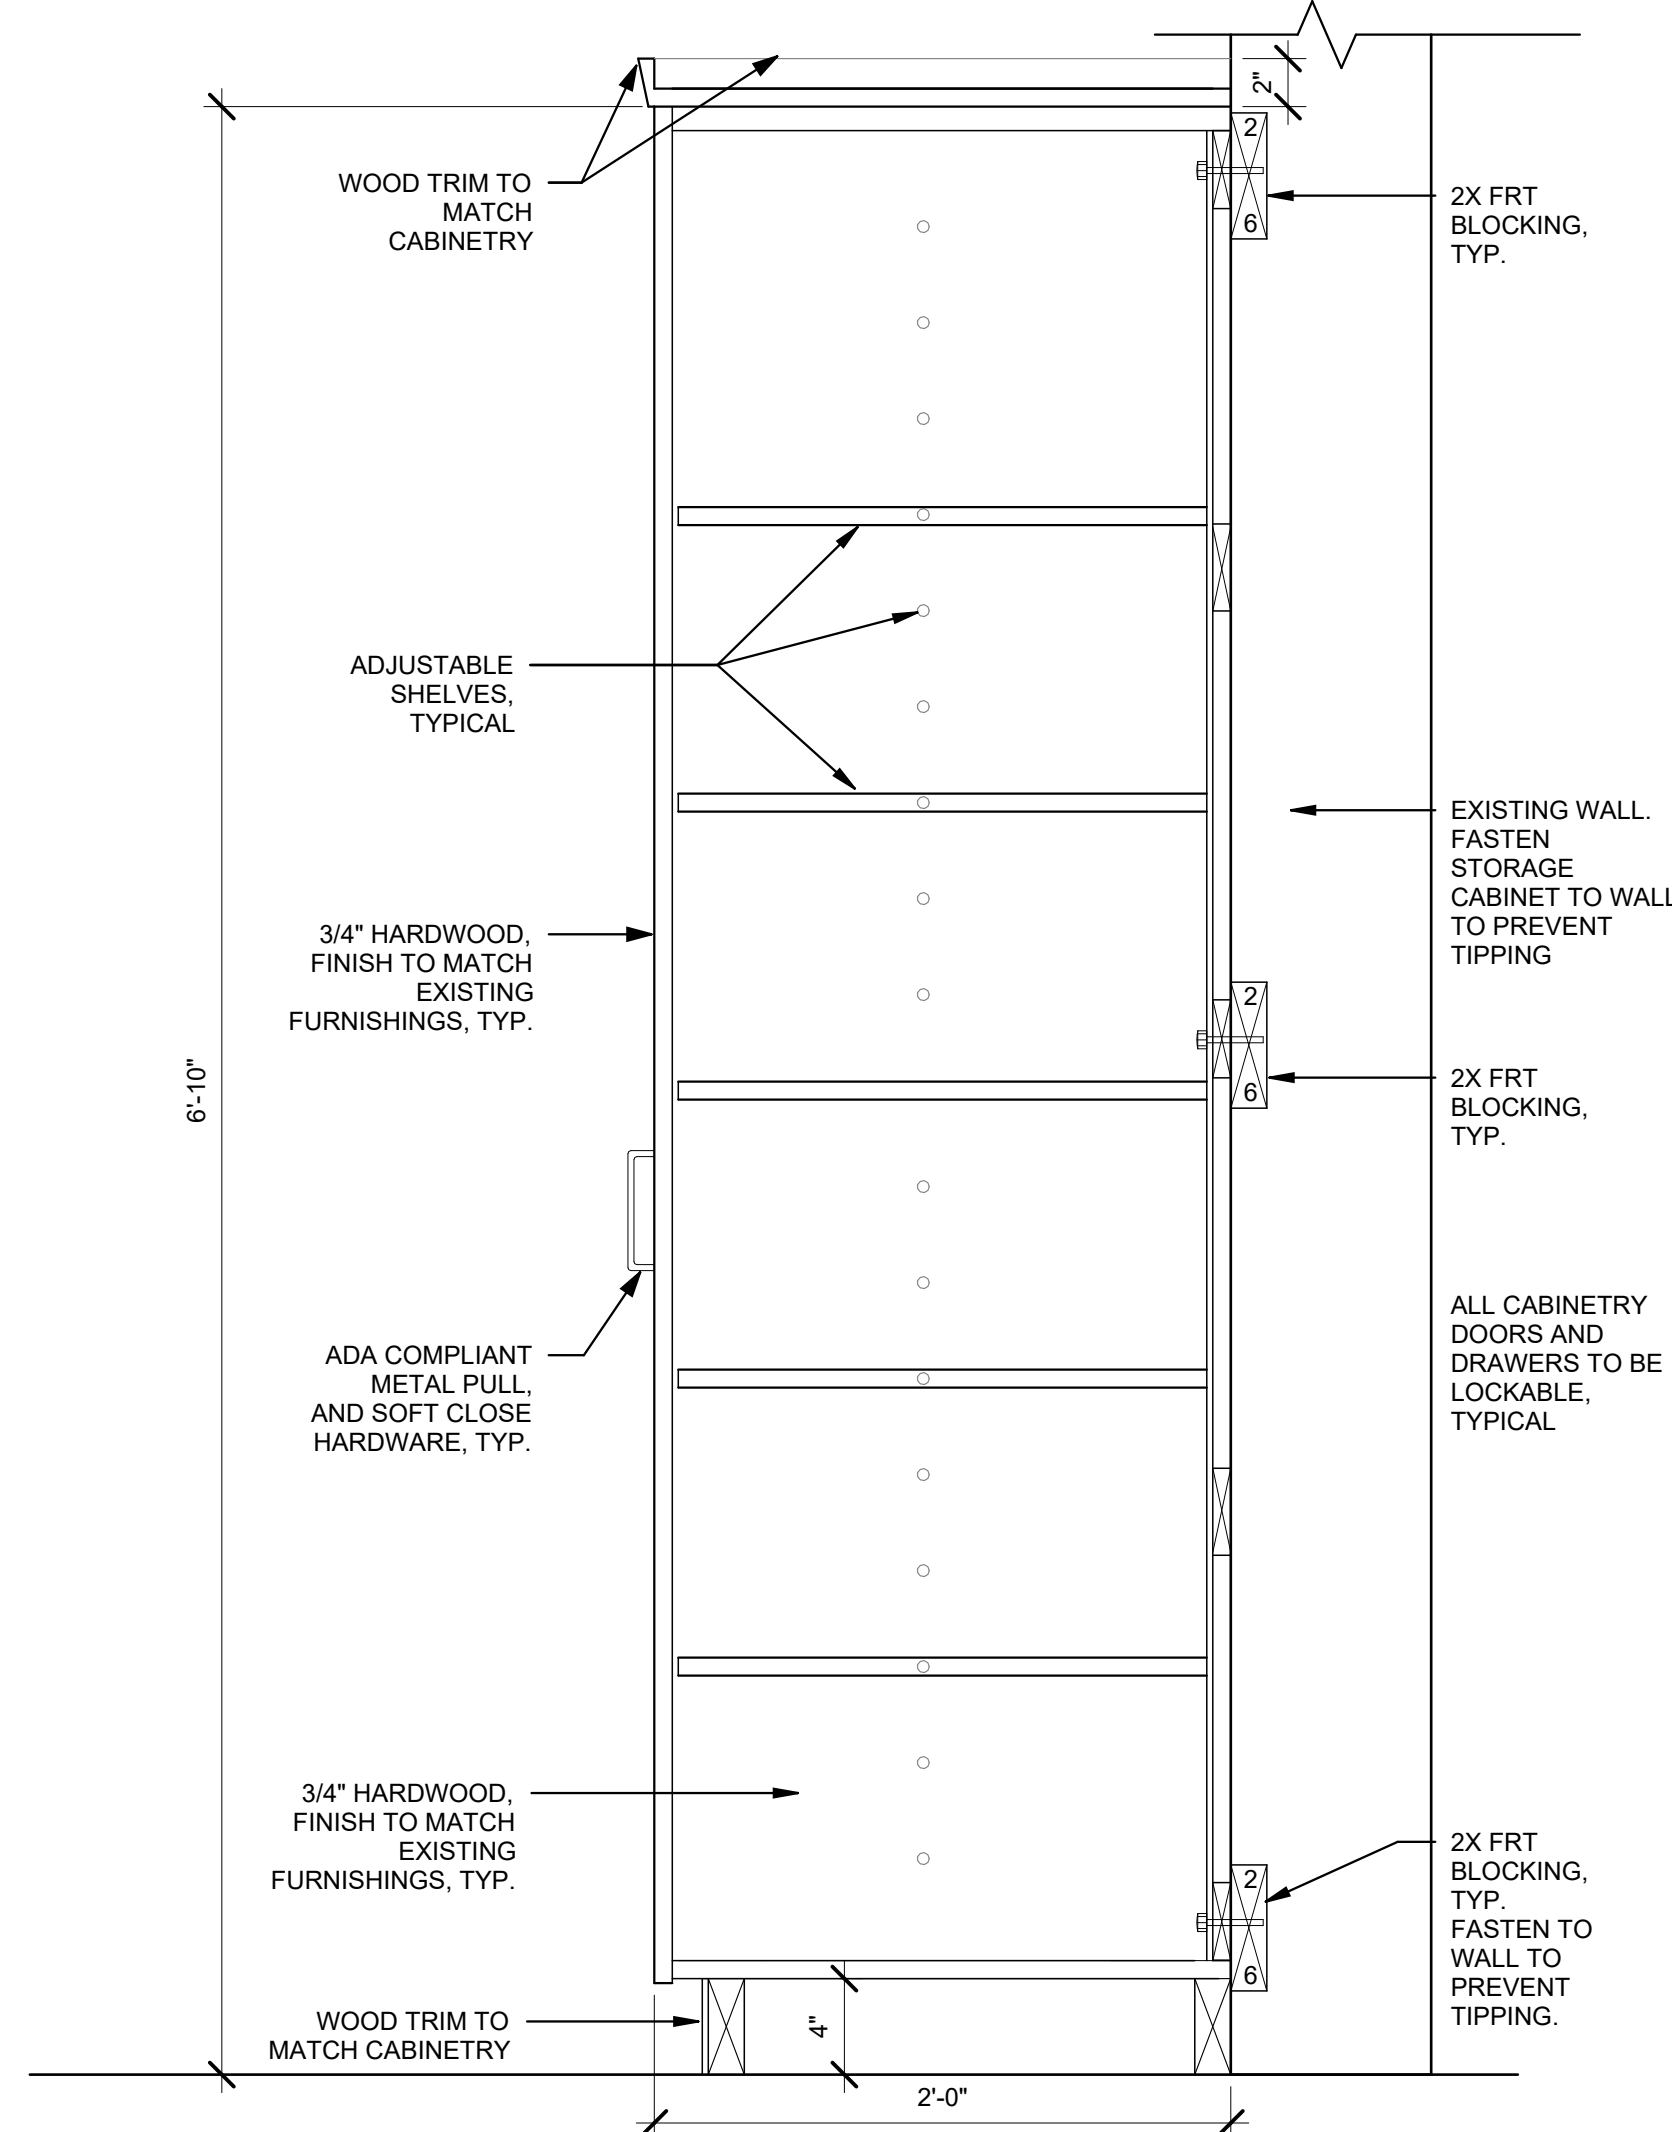 2"
WOOD TRIM TO
MATCH
CABINETRY
2
6
2X FRT
BLOCKING,
TYP.
ADJUSTABLE
SHELVES,
TYPICAL
EXISTING WALL.
FASTEN
STORAGE
CABINET TO WALL
TO PREVENT
TIPPING
3/4" HARDWOOD,
FINISH TO MATCH
EXISTING
FURNISHINGS, TYP.
2
6
2X FRT
BLOCKING,
TYP.
6'-10"
ADA COMPLIANT
METAL PULL,
AND SOFT CLOSE
HARDWARE, TYP.
ALL CABINETRY
DOORS AND
DRAWERS TO BE
LOCKABLE,
TYPICAL
3/4" HARDWOOD,
FINISH TO MATCH
EXISTING
FURNISHINGS, TYP.
2
6
2X FRT
BLOCKING,
TYP.
FASTEN TO
WALL TO
PREVENT
TIPPING.
WOOD TRIM TO
MATCH CABINETRY
4"
2'-0"